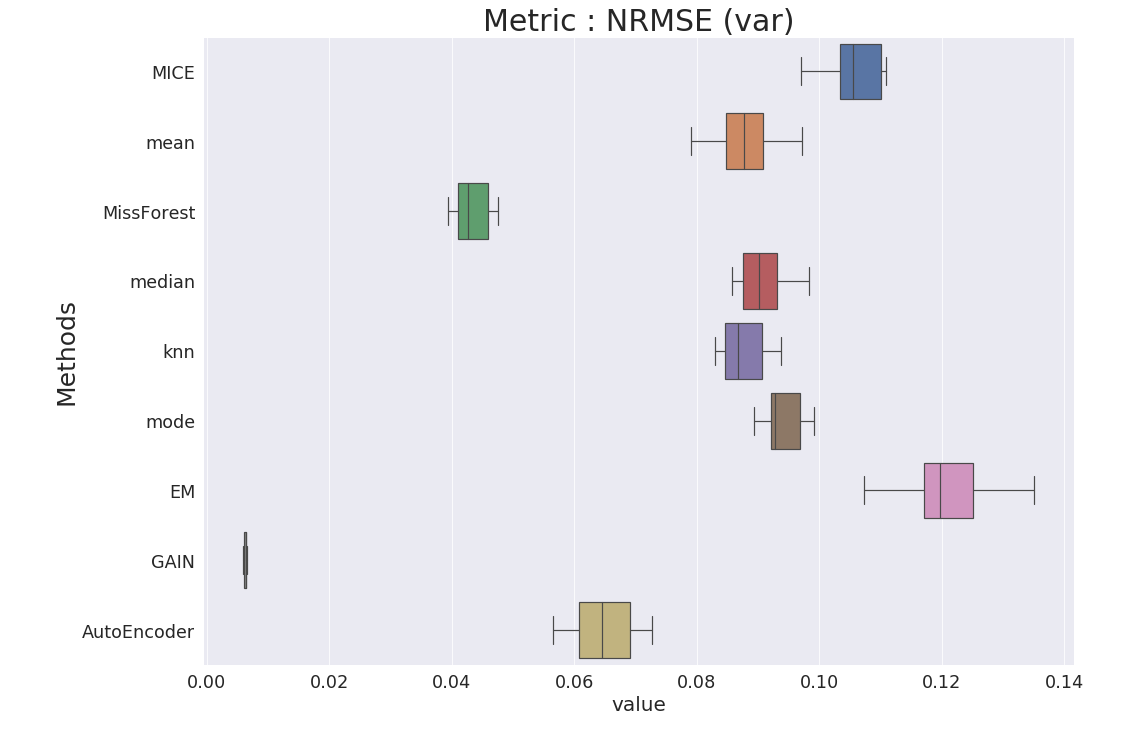 Metric : NRMSE (var)
Methods
MICE
mean
MissForest
median
knn
mode
EM
GAIN
AutoEncoder
0.00 0.02 0.04 0.06 0.08 0.10 0.12 0.14
value